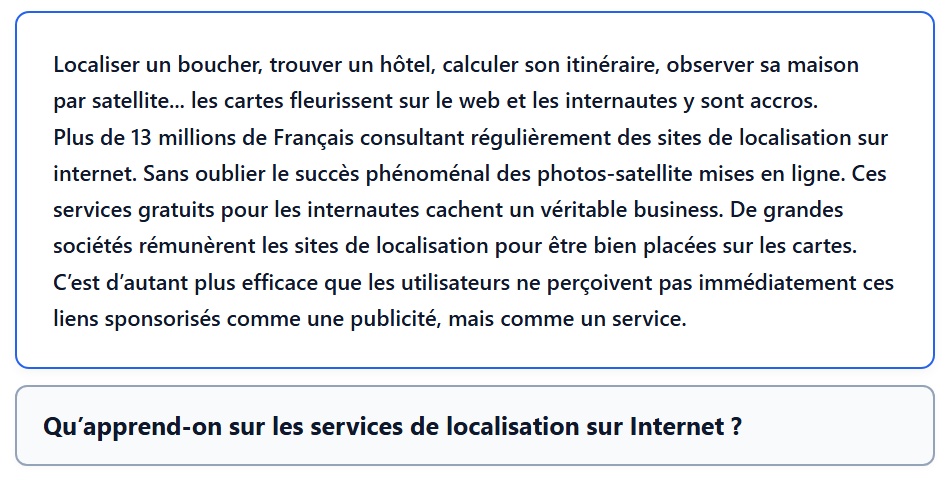 Localiser un boucher, trouver un hôtel, calculer son itinéraire, observer sa maison
par satellite... les cartes fleurissent sur le web et les internautes y sont accros.
Plus de 13 millions de Français consultant régulièrement des sites de localisation sur
internet. Sans oublier le succès phénoménal des photos-satellite mises en ligne. Ces
services gratuits pour les internautes cachent un véritable business. De grandes
sociétés rémunèrent les sites de localisation pour être bien placées sur les cartes.
C’est d’autant plus efficace que les utilisateurs ne perçoivent pas immédiatement ces
liens sponsorisés comme une publicité, mais comme un service.
Qu’apprend-on sur les services de localisation sur Internet ?